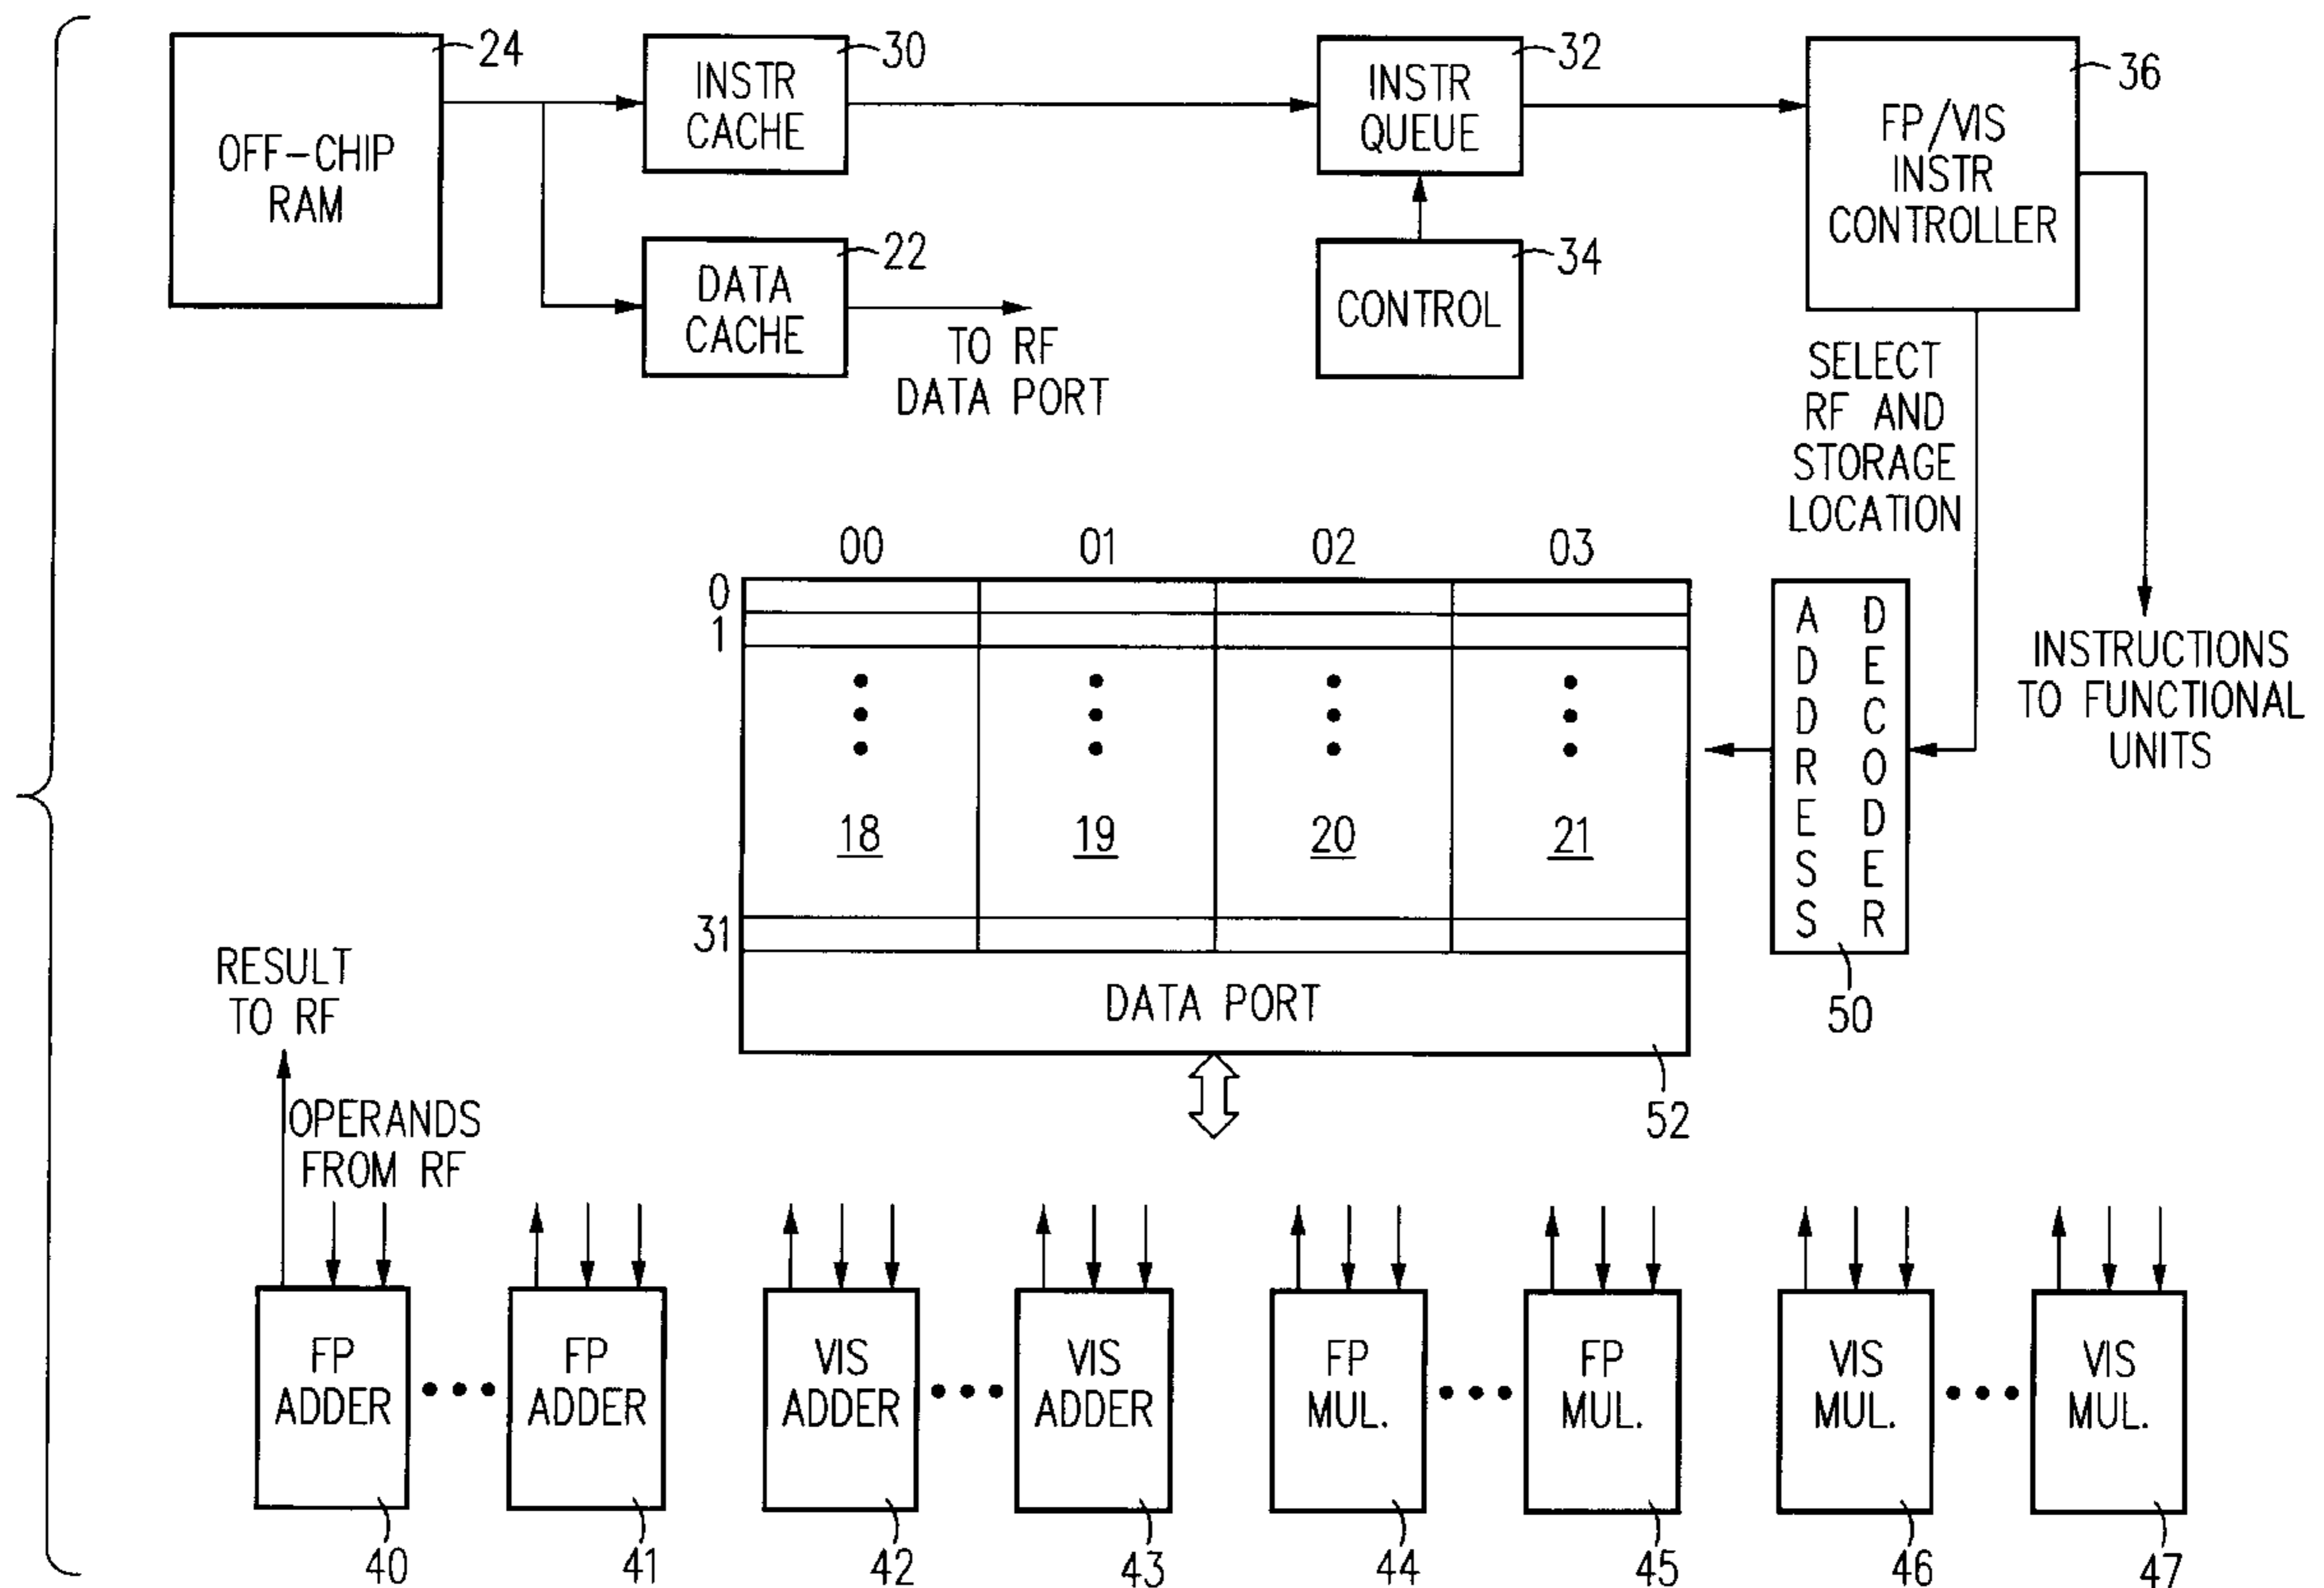 24
OFF-CHIP
RAM
30
INSTR
CACHE
32
INSTR
QUEUE
36
FP/VIS
INSTR
CONTROLLER
22
DATA
CACHE
TO RF
DATA PORT
34
CONTROL
SELECT
RF AND
STORAGE
LOCATION
INSTRUCTIONS
TO FUNCTIONAL
UNITS
00 01 02 03
0
1
18 19 20 21
31
DATA PORT
52
ADDRESS
DECODER
50
RESULT
TO RF
OPERANDS
FROM RF
FP
ADDER
40
FP
ADDER
41
VIS
ADDER
42
VIS
ADDER
43
FP
MUL.
44
FP
MUL.
45
VIS
MUL.
46
VIS
MUL.
47